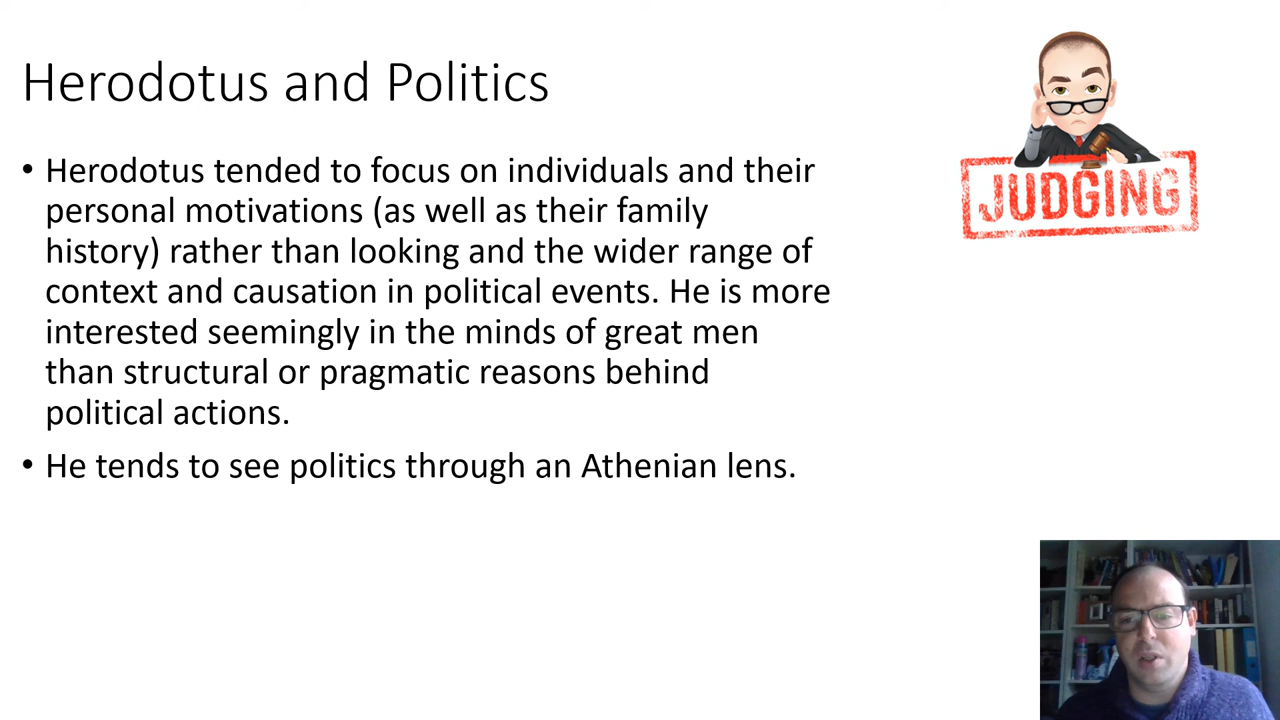 Herodotus and Politics
JUDGING
• Herodotus tended to focus on individuals and their
personal motivations (as well as their family
history) rather than looking and the wider range of
context and causation in political events. He is more
interested seemingly in the minds of great men
than structural or pragmatic reasons behind
political actions.
• He tends to see politics through an Athenian lens.